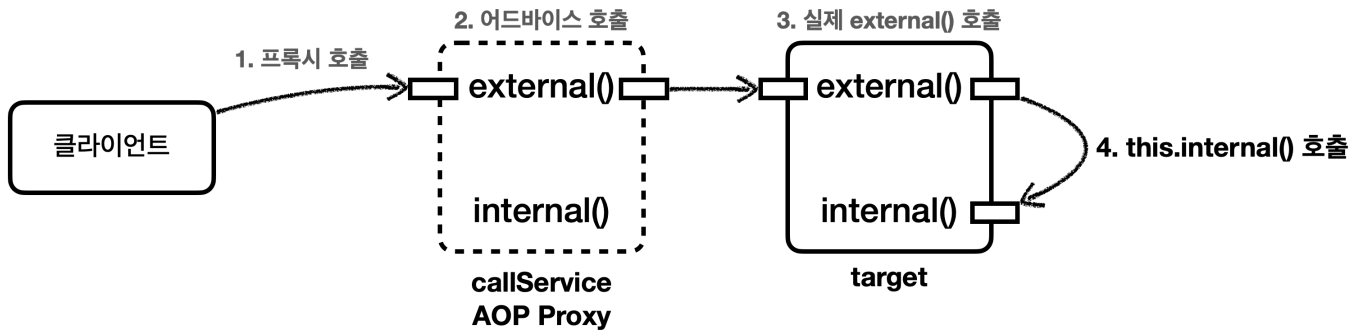 1. 프록시 호출
2. 어드바이스 호출
3. 실제 external() 호출
클라이언트
external()
internal()
callService
AOP Proxy
external()
internal()
target
4. this.internal() 호출